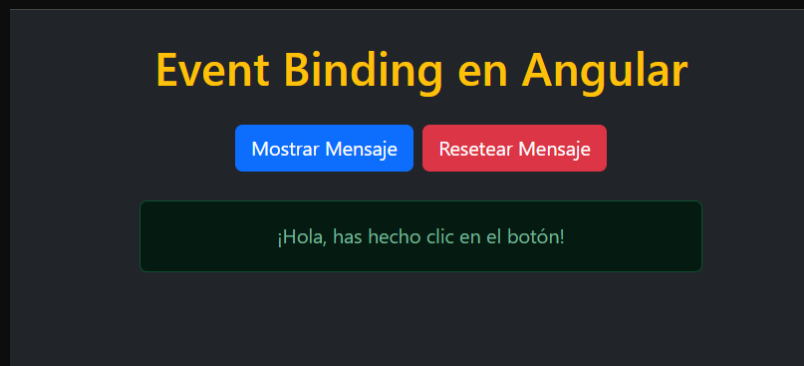 Event Binding en Angular
Mostrar Mensaje Resetear Mensaje
¡Hola, has hecho clic en el botón!